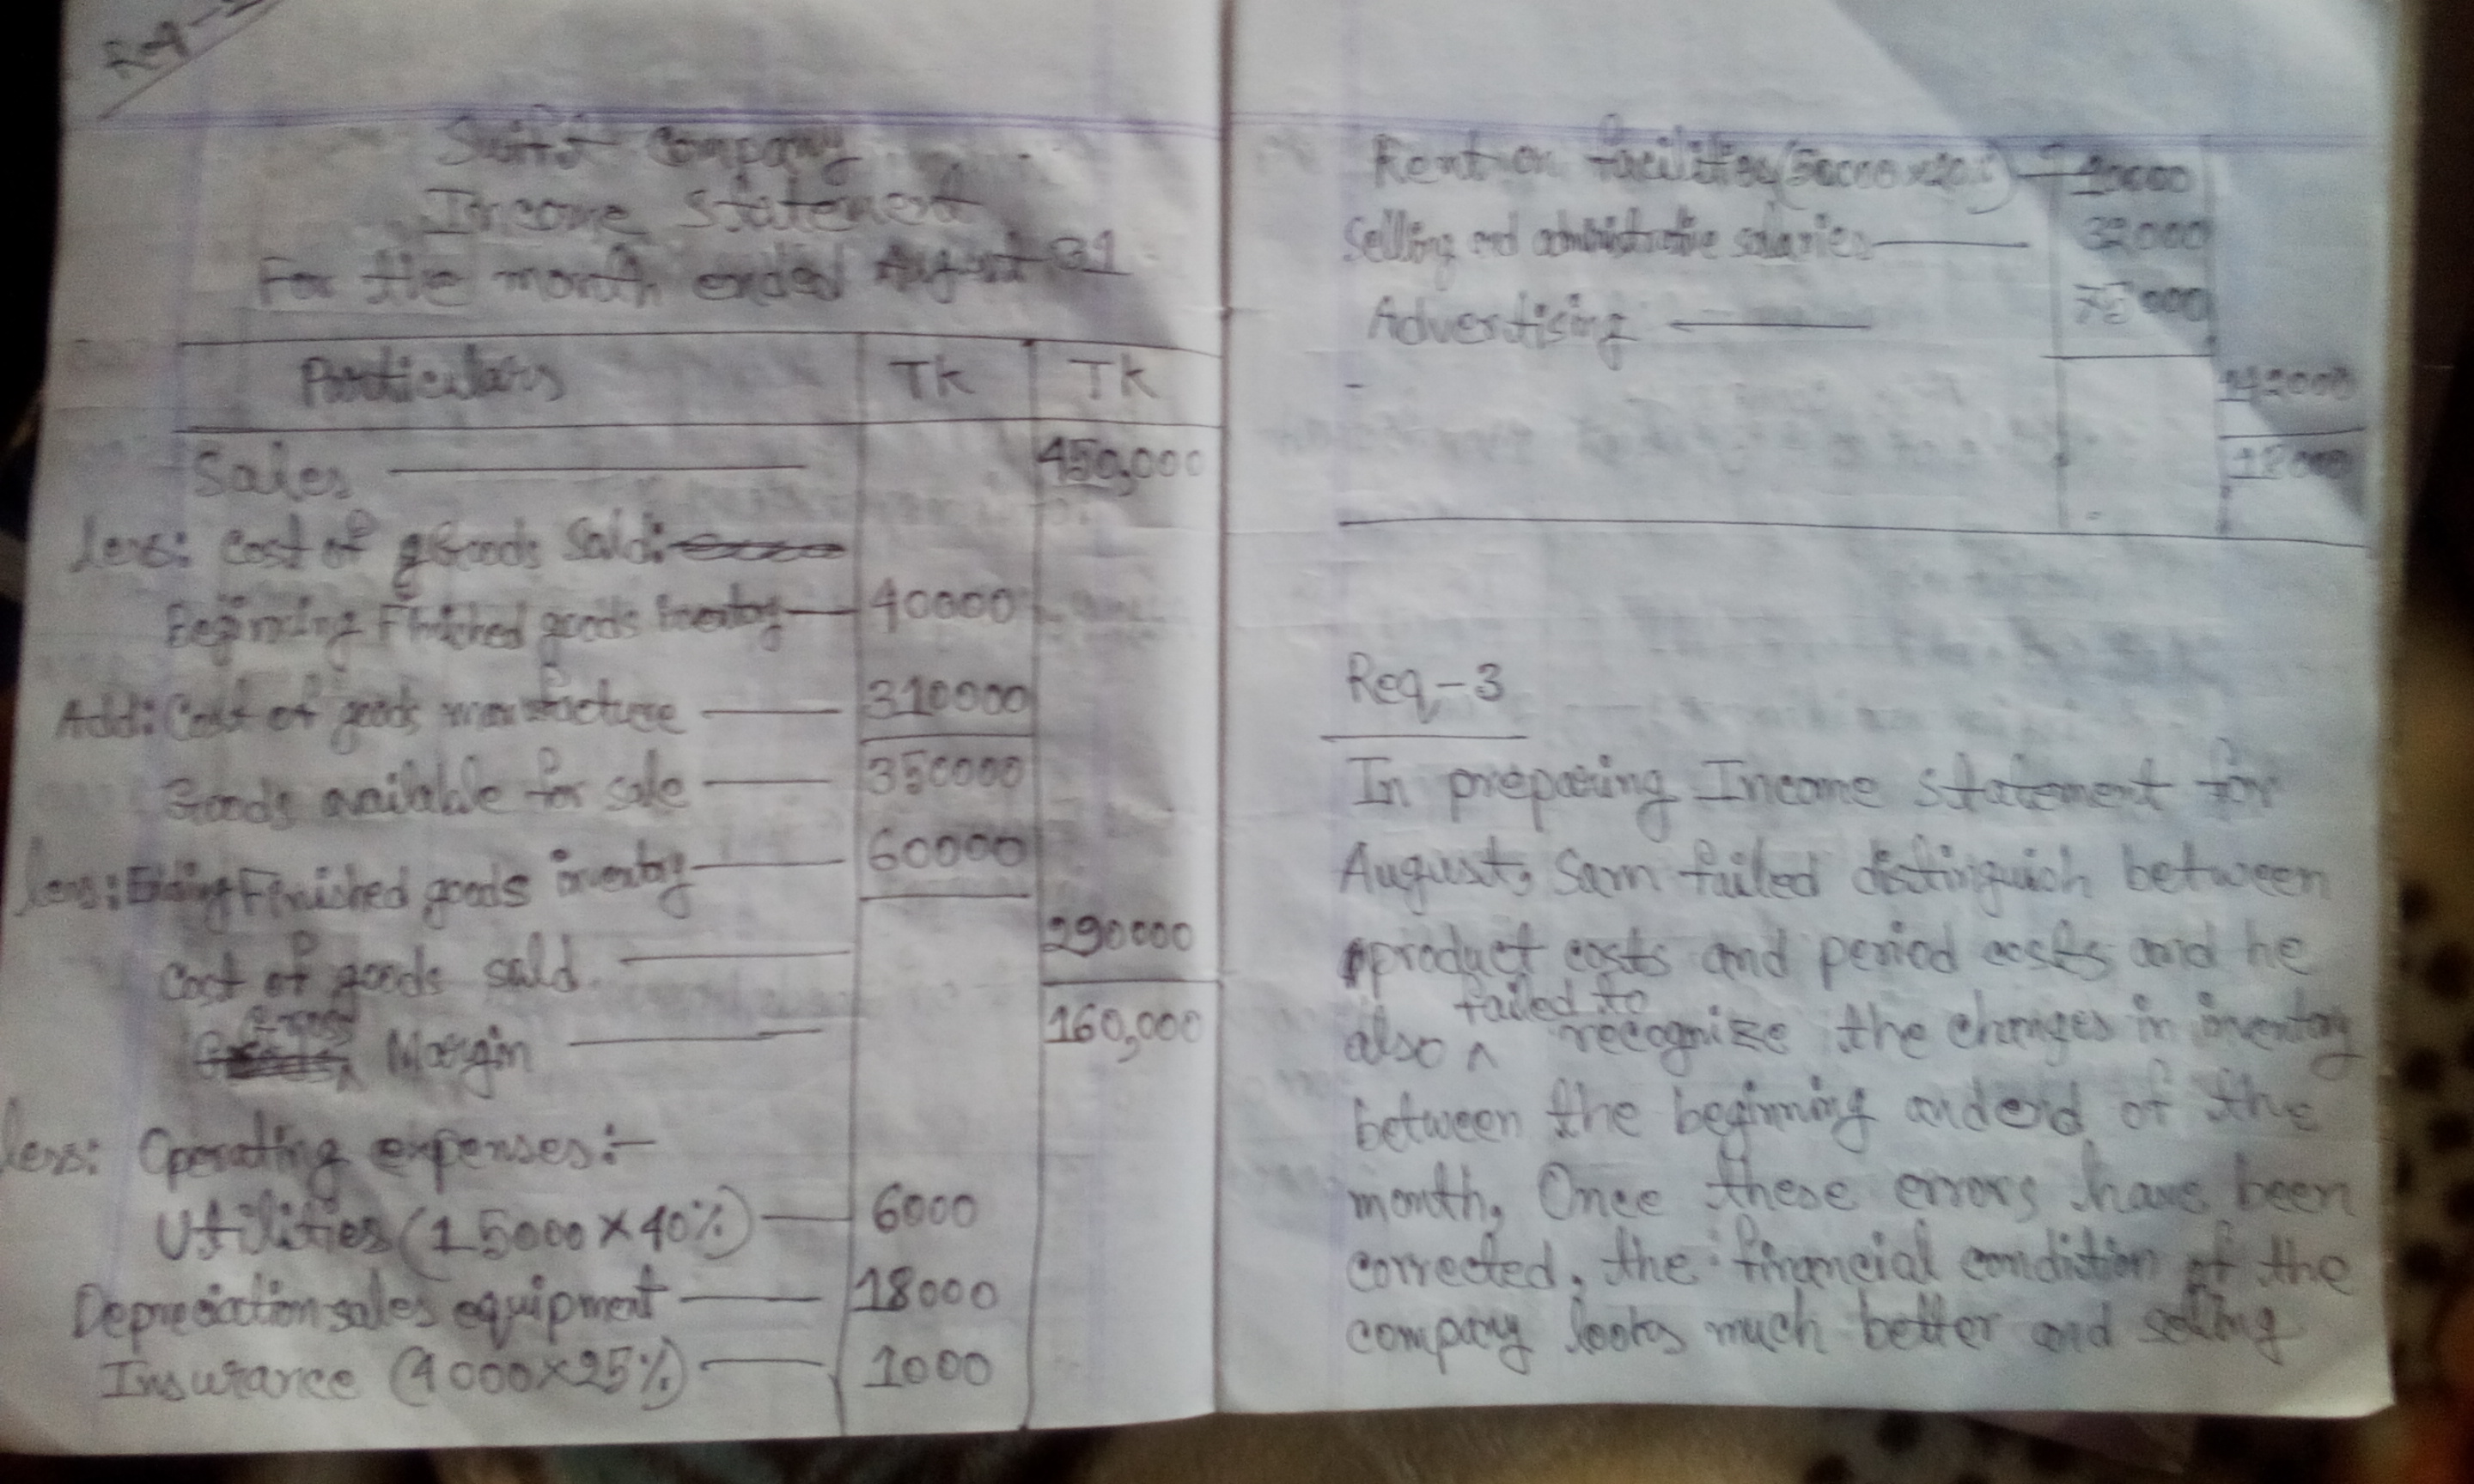 Req-
Swift Company
Income Statement
For the month ended August 31
Particulars TK TK
Sales 450,000
less: cost of goods sold:
Beginning Finished goods inventory 40000
Add: Cost of goods manufacture 310000
Goods available for sale 350000
less: Ending Finished goods inventory 60000
cost of goods sold 290000
Gross Margin 160,000
less: Operating expenses:-
Utilities (15000 x 40%) 6000
Depreciation sales equipment 18000
Insurance (4000x25%) 1000
Rent on facilities (50000 x20%) 10000
Selling and administrative salaries 32000
Advertising 75000
142000
18000
Req-3
In preparing Income statement for
August, Sam failed distinguish between
product costs and period costs and he
also failed to recognize the changes in inventory
between the beginning and end of the
month, Once these errors have been
corrected, the financial condition of the
company looks much better and selling